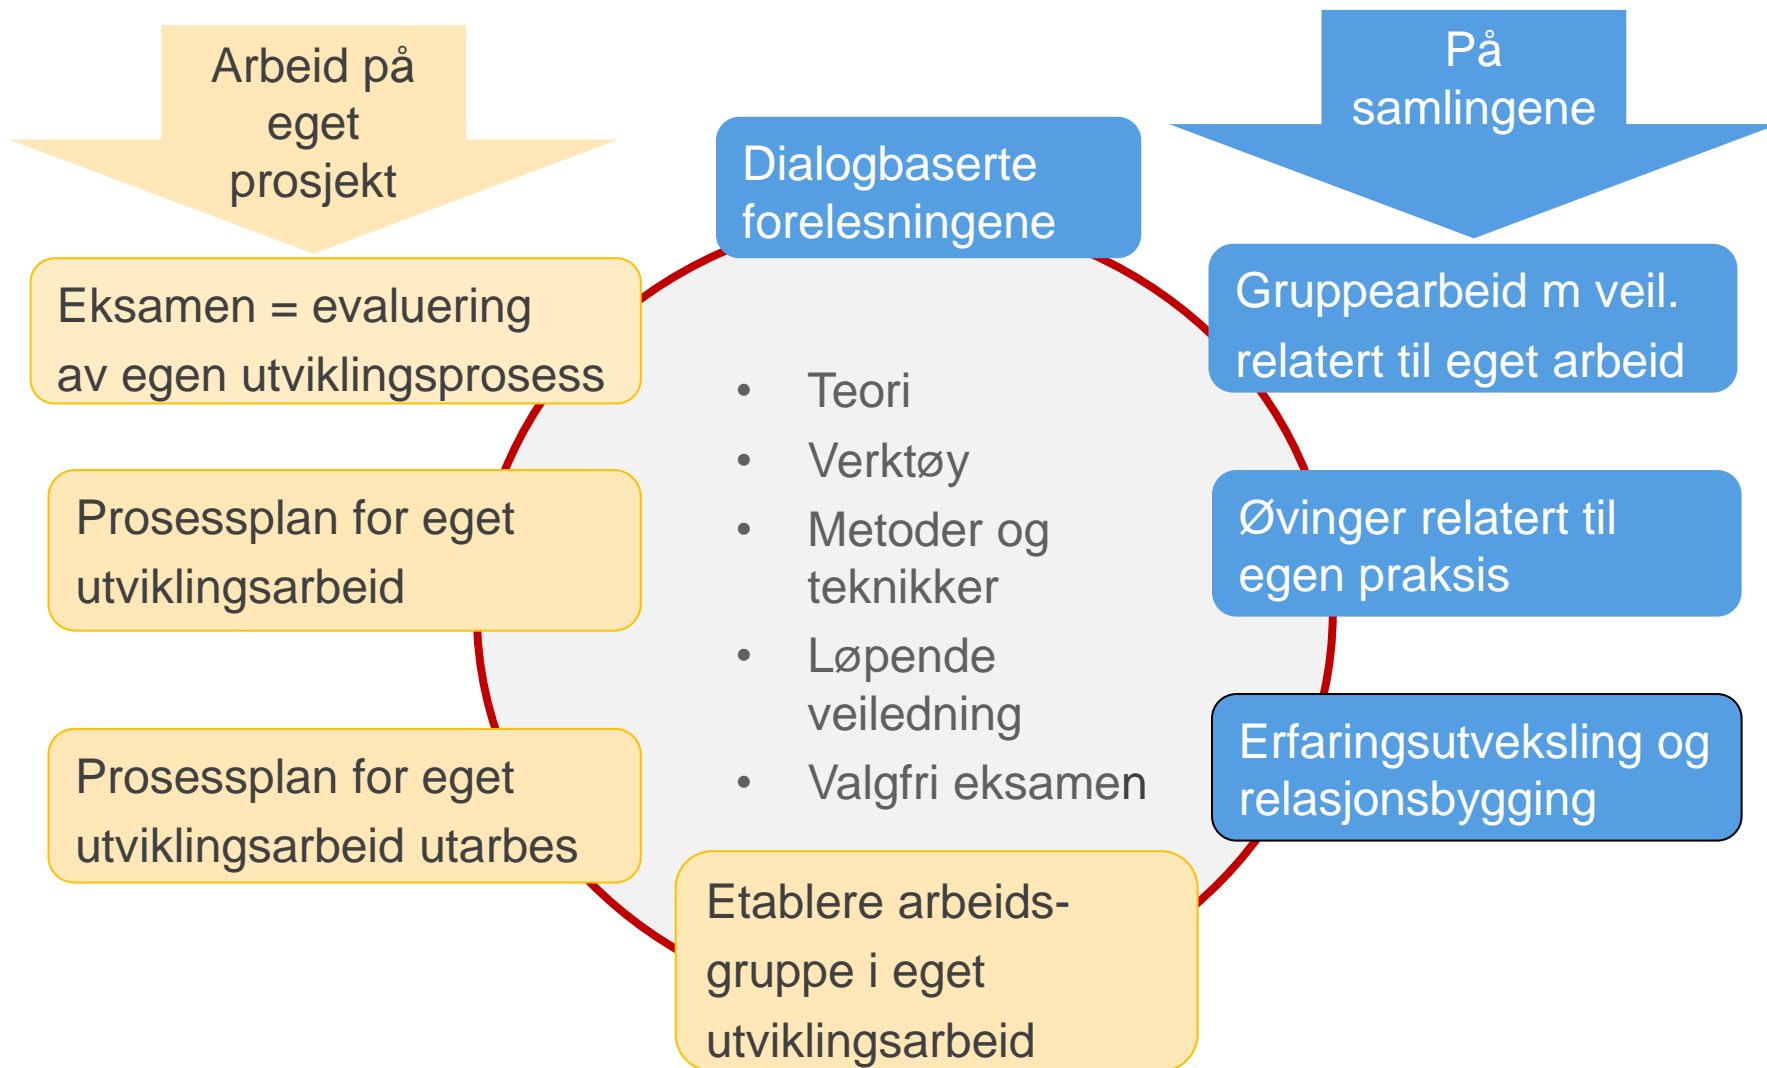 Arbeid på
eget
prosjekt
På
samlingene
Dialogbaserte
forelesningene
Eksamen = evaluering
av egen utviklingsprosess
Gruppearbeid m veil.
relatert til eget arbeid
• Teori
• Verktøy
• Metoder og
teknikker
• Løpende
veiledning
• Valgfri eksamen
Prosessplan for eget
utviklingsarbeid
Øvinger relatert til
egen praksis
Prosessplan for eget
utviklingsarbeid utarbes
Erfaringsutveksling og
relasjonsbygging
Etablere arbeids-
gruppe i eget
utviklingsarbeid